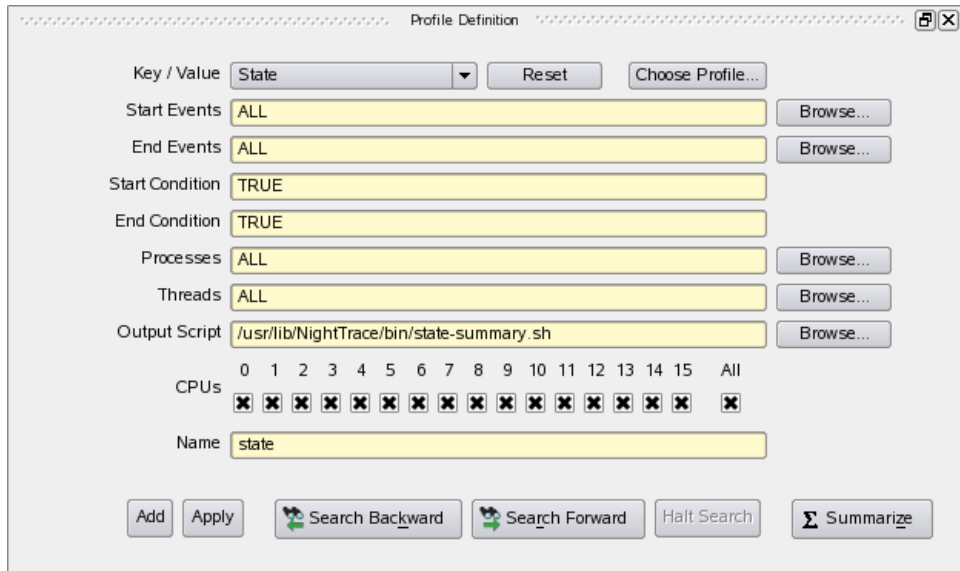 Profile Definition
Key / Value State Reset Choose Profile...
Start Events ALL Browse...
End Events ALL Browse...
Start Condition TRUE
End Condition TRUE
Processes ALL Browse...
Threads ALL Browse...
Output Script /usr/lib/NightTrace/bin/state-summary.sh Browse...
0 1 2 3 4 5 6 7 8 9 10 11 12 13 14 15 All
CPUs
Name state
Add Apply Search Backward Search Forward Halt Search Σ Summarize